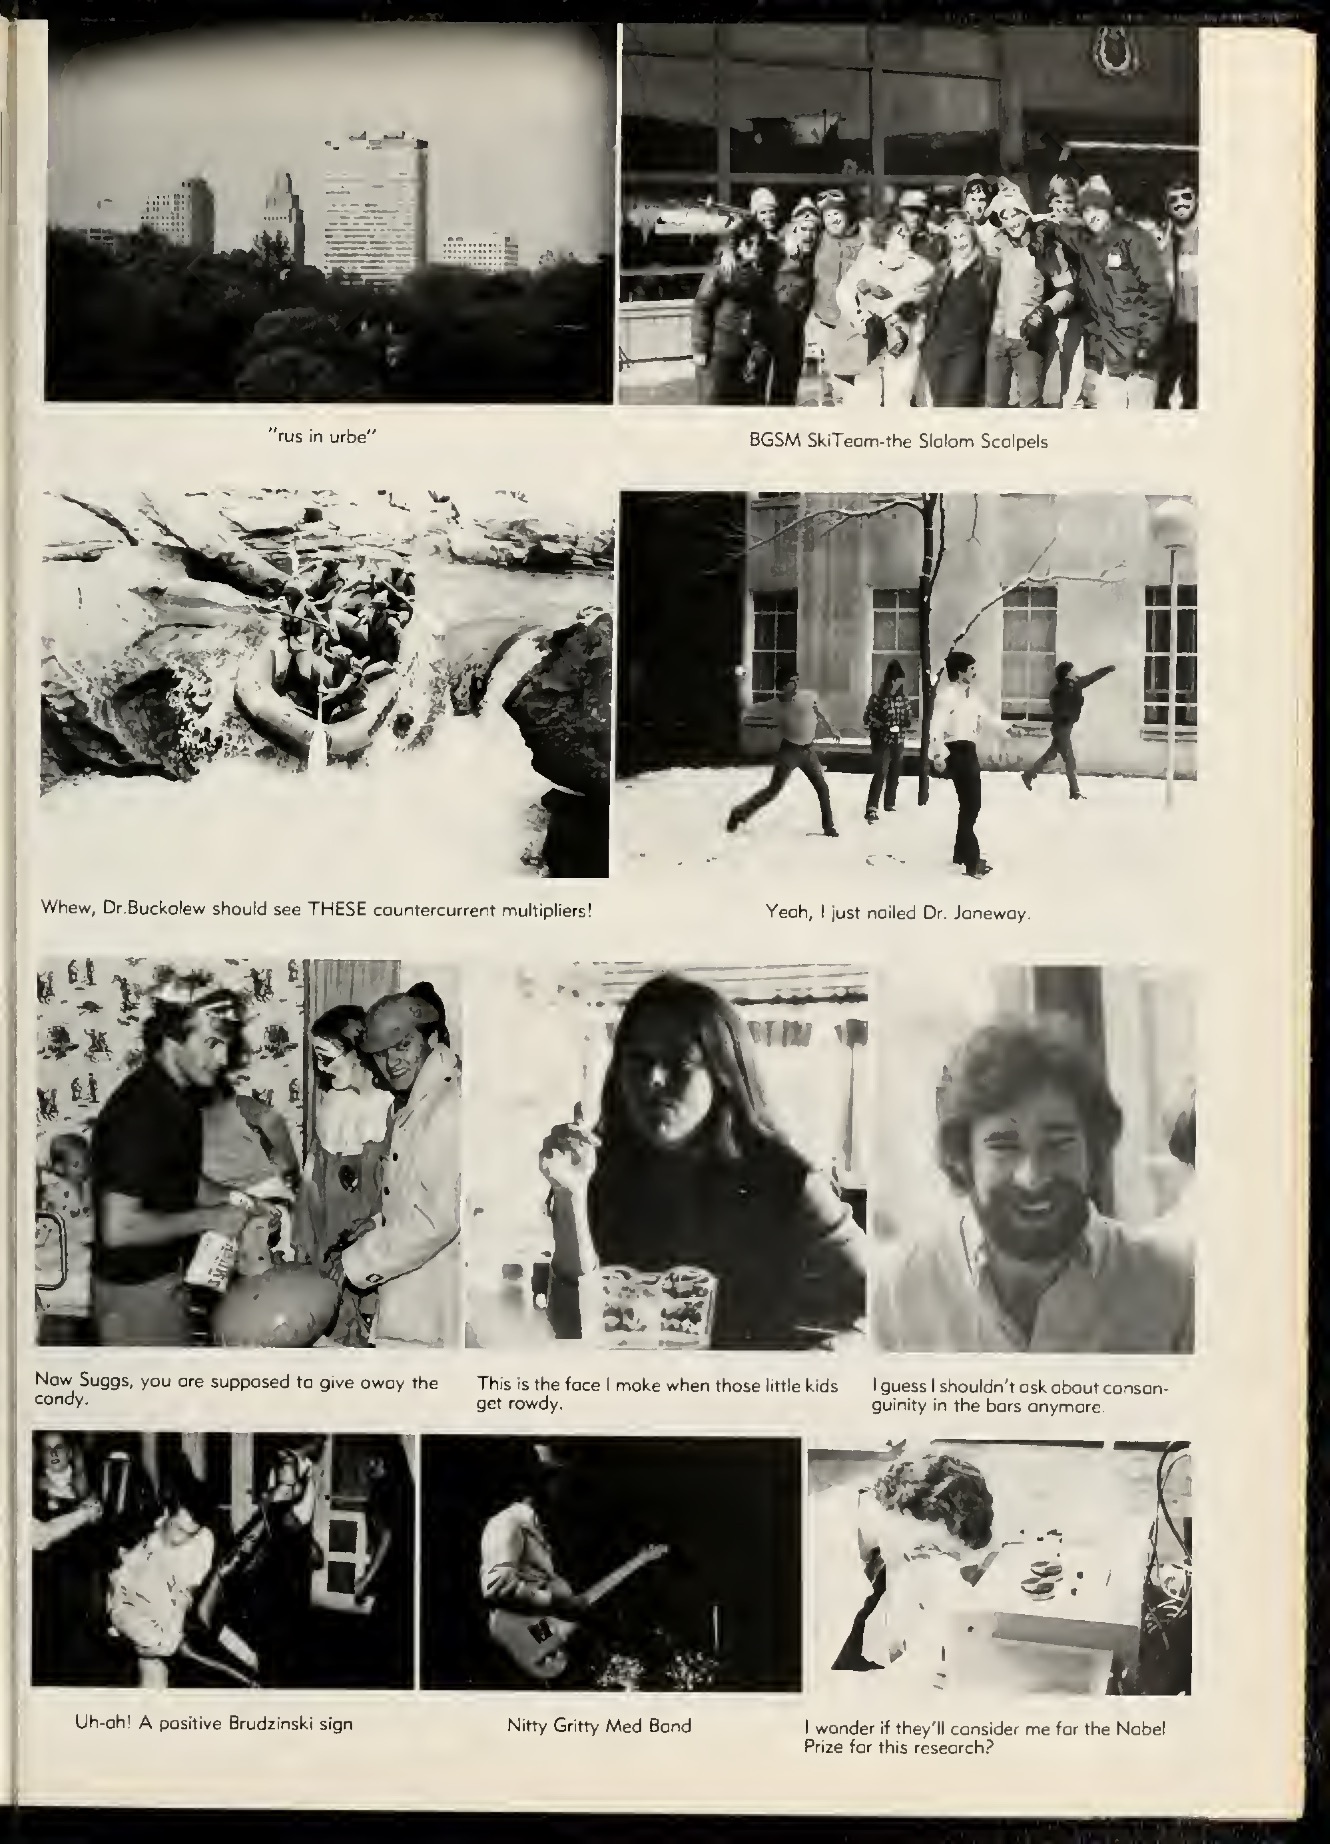 "rus in urbe"
BGSM SkiTeam-the Slalom Scalpels
Whew, Dr.Buckalew should see THESE countercurrent multipliers!
Yeah, I just nailed Dr. Janeway.
Now Suggs, you are supposed to give away the
candy.
This is the face I make when those little kids
get rowdy.
I guess I shouldn't ask about consan-
guinity in the bars anymore.
Uh-oh! A positive Brudzinski sign
Nitty Gritty Med Band
I wonder if they'll consider me for the Nobel
Prize for this research?